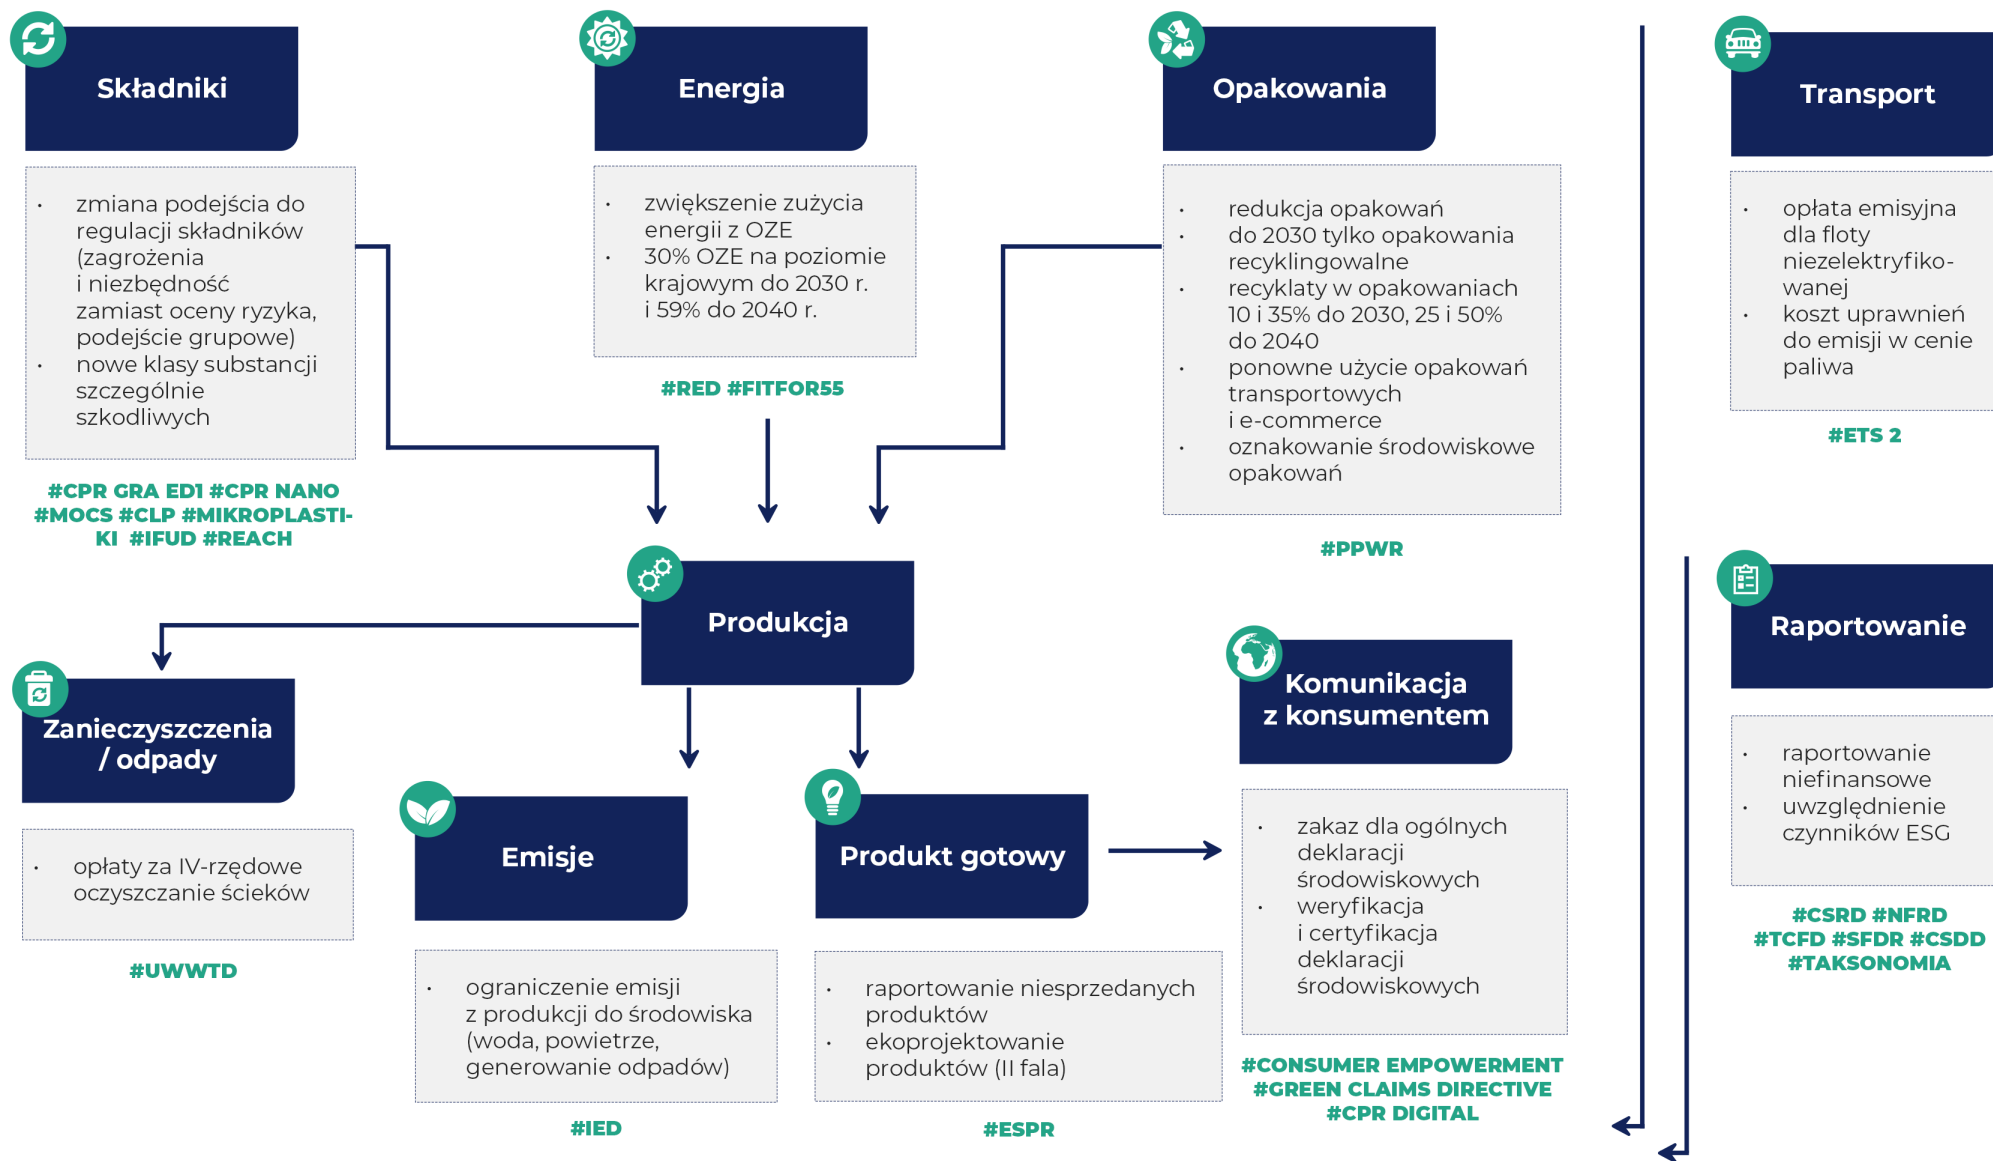 Składniki
zmiana podejścia do
regulacji składników
(zagrożenia
i niezbędność
zamiast oceny ryzyka,
podejście grupowe)
nowe klasy substancji
szczególnie
szkodliwych
#CPR GRA ED1 #CPR NANO
#MOCS #CLP #MIKROPLASTI-
KI #IFUD #REACH
Energia
zwiększenie zużycia
energii z OZE
30% OZE na poziomie
krajowym do 2030 r.
i 59% do 2040 r.
#RED #FITFOR55
Opakowania
redukcja opakowań
do 2030 tylko opakowania
recyklingowalne
recyklaty w opakowaniach
10 i 35% do 2030, 25 i 50%
do 2040
ponowne użycie opakowań
transportowych
i e-commerce
oznakowanie środowiskowe
opakowań
#PPWR
Transport
opłata emisyjna
dla floty
niezelektryfiko-
wanej
koszt uprawnień
do emisji w cenie
paliwa
#ETS 2
Produkcja
Zanieczyszczenia
/ odpady
opłaty za IV-rzędowe
oczyszczanie ścieków
#UWWTD
Emisje
ograniczenie emisji
z produkcji do środowiska
(woda, powietrze,
generowanie odpadów)
#IED
Produkt gotowy
raportowanie niesprzedanych
produktów
ekoprojektowanie
produktów (II fala)
#ESPR
Komunikacja
z konsumentem
zakaz dla ogólnych
deklaracji
środowiskowych
weryfikacja
i certyfikacja
deklaracji
środowiskowych
#CONSUMER EMPOWERMENT
#GREEN CLAIMS DIRECTIVE
#CPR DIGITAL
Raportowanie
raportowanie
niefinansowe
uwzględnienie
czynników ESG
#CSRD #NFRD
#TCFD #SFDR #CSDD
#TAKSONOMIA